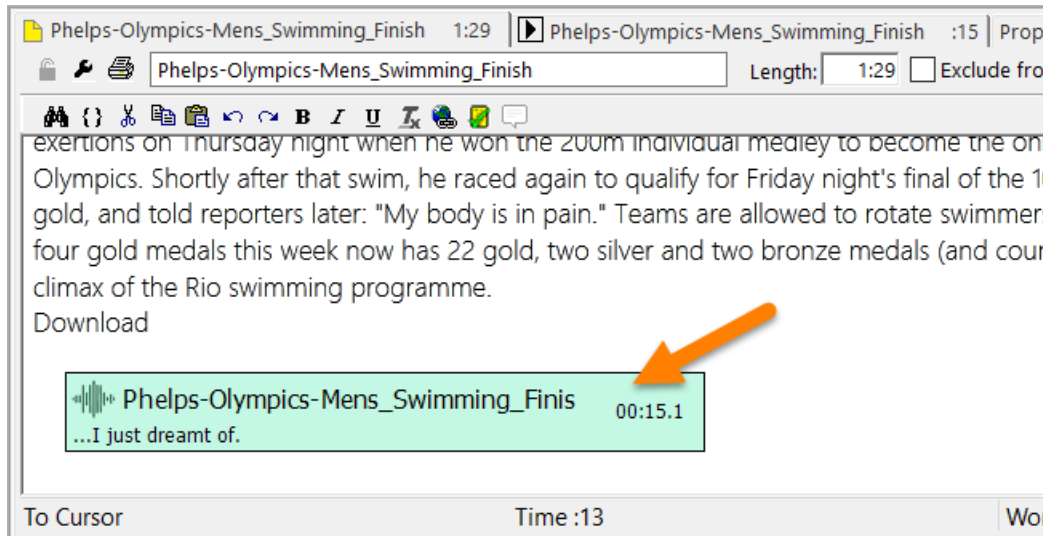 Phelps-Olympics-Mens_Swimming_Finish 1:29 Phelps-Olympics-Mens_Swimming_Finish :15 Prop
Phelps-Olympics-Mens_Swimming_Finish Length: 1:29 Exclude fro
B I U
exertions on Thursday night when he won the 200m individual medley to become the on
Olympics. Shortly after that swim, he raced again to qualify for Friday night's final of the 1
gold, and told reporters later: "My body is in pain." Teams are allowed to rotate swimmers
four gold medals this week now has 22 gold, two silver and two bronze medals (and coun
climax of the Rio swimming programme.
Download
Phelps-Olympics-Mens_Swimming_Finis 00:15.1
...I just dreamt of.
To Cursor Time :13 Wo